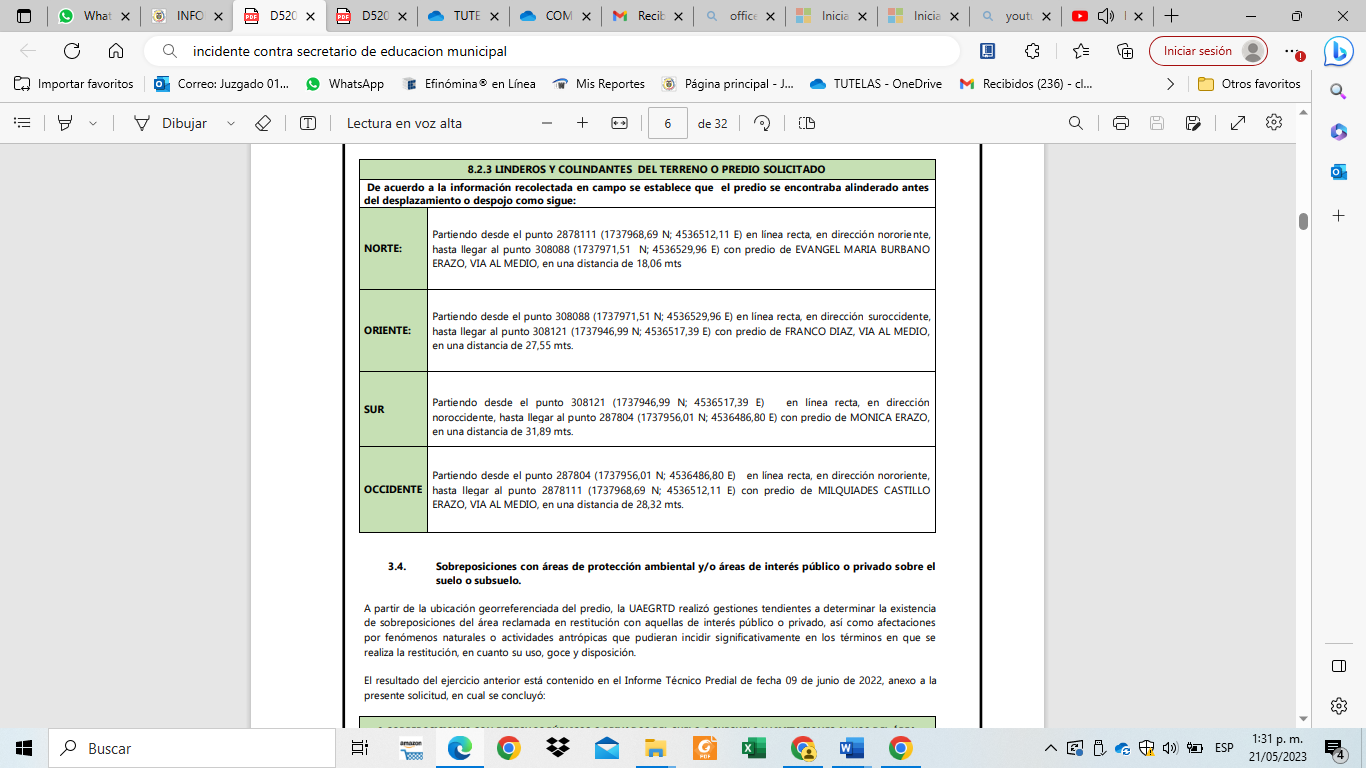 What
INFO
D520
D520
TUTE
COM
Recib
office
Inicia
Inicia
youtu
incidente contra secretario de educacion municipal
Iniciar sesión
Importar favoritos
Correo: Juzgado 01...
WhatsApp
Efinómina® en Línea
Mis Reportes
Página principal - J...
TUTELAS - OneDrive
Recibidos (236) - cl...
Otros favoritos
Dibujar
Lectura en voz alta
6
de 32
8.2.3 LINDEROS Y COLINDANTES DEL TERRENO O PREDIO SOLICITADO
De acuerdo a la información recolectada en campo se establece que el predio se encontraba alinderado antes
del desplazamiento o despojo como sigue:
NORTE:
Partiendo desde el punto 2878111 (1737968,69 N; 4536512,11 E) en línea recta, en dirección nororiente,
hasta llegar al punto 308088 (1737971,51 N; 4536529,96 E) con predio de EVANGEL MARIA BURBANO
ERAZO, VIA AL MEDIO, en una distancia de 18,06 mts
ORIENTE:
Partiendo desde el punto 308088 (1737971,51 N; 4536529,96 E) en línea recta, en dirección suroccidente,
hasta llegar al punto 308121 (1737946,99 N; 4536517,39 E) con predio de FRANCO DIAZ, VIA AL MEDIO,
en una distancia de 27,55 mts.
SUR
Partiendo desde el punto 308121 (1737946,99 N; 4536517,39 E) en línea recta, en dirección
noroccidente, hasta llegar al punto 287804 (1737956,01 N; 4536486,80 E) con predio de MONICA ERAZO,
en una distancia de 31,89 mts.
OCCIDENTE
Partiendo desde el punto 287804 (1737956,01 N; 4536486,80 E) en línea recta, en dirección nororiente,
hasta llegar al punto 2878111 (1737968,69 N; 4536512,11 E) con predio de MILQUIADES CASTILLO
ERAZO, VIA AL MEDIO, en una distancia de 28,32 mts.
3.4. Sobreposiciones con áreas de protección ambiental y/o áreas de interés público o privado sobre el
suelo o subsuelo.
A partir de la ubicación georreferenciada del predio, la UAEGRTD realizó gestiones tendientes a determinar la existencia
de sobreposiciones del área reclamada en restitución con aquellas de interés público o privado, así como afectaciones
por fenómenos naturales o actividades antrópicas que pudieran incidir significativamente en los términos en que se
realiza la restitución, en cuanto su uso, goce y disposición.
El resultado del ejercicio anterior está contenido en el Informe Técnico Predial de fecha 09 de junio de 2022, anexo a la
presente solicitud, en cual se concluyó:
Buscar
ESP
1:31 p. m.
21/05/2023
4